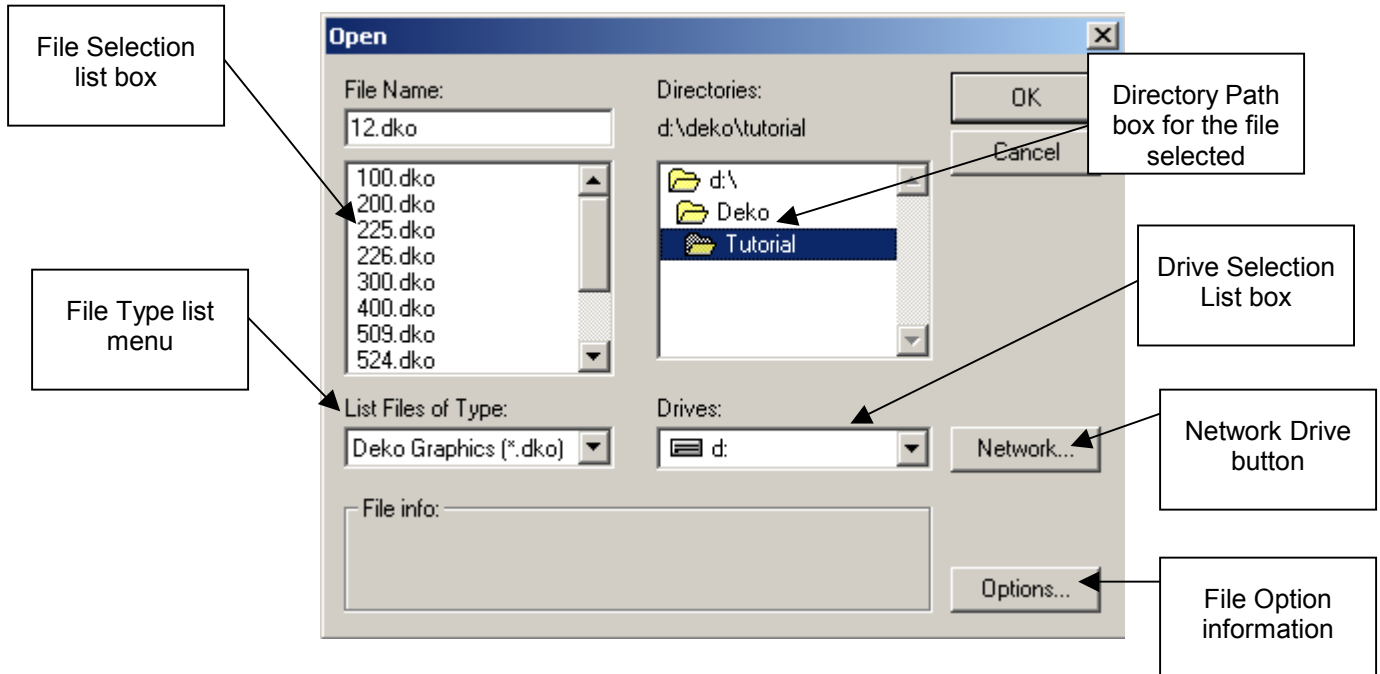 File Selection
list box
File Type list
menu
Open
File Name:
12.dko
100.dko
200.dko
225.dko
226.dko
300.dko
400.dko
509.dko
524.dko
List Files of Type:
Deko Graphics (*.dko)
File info:
Directories:
d:\deko\tutorial
d:\
Deko
Tutorial
Drives:
d:
OK
Cancel
Network...
Options...
Directory Path
box for the file
selected
Drive Selection
List box
Network Drive
button
File Option
information